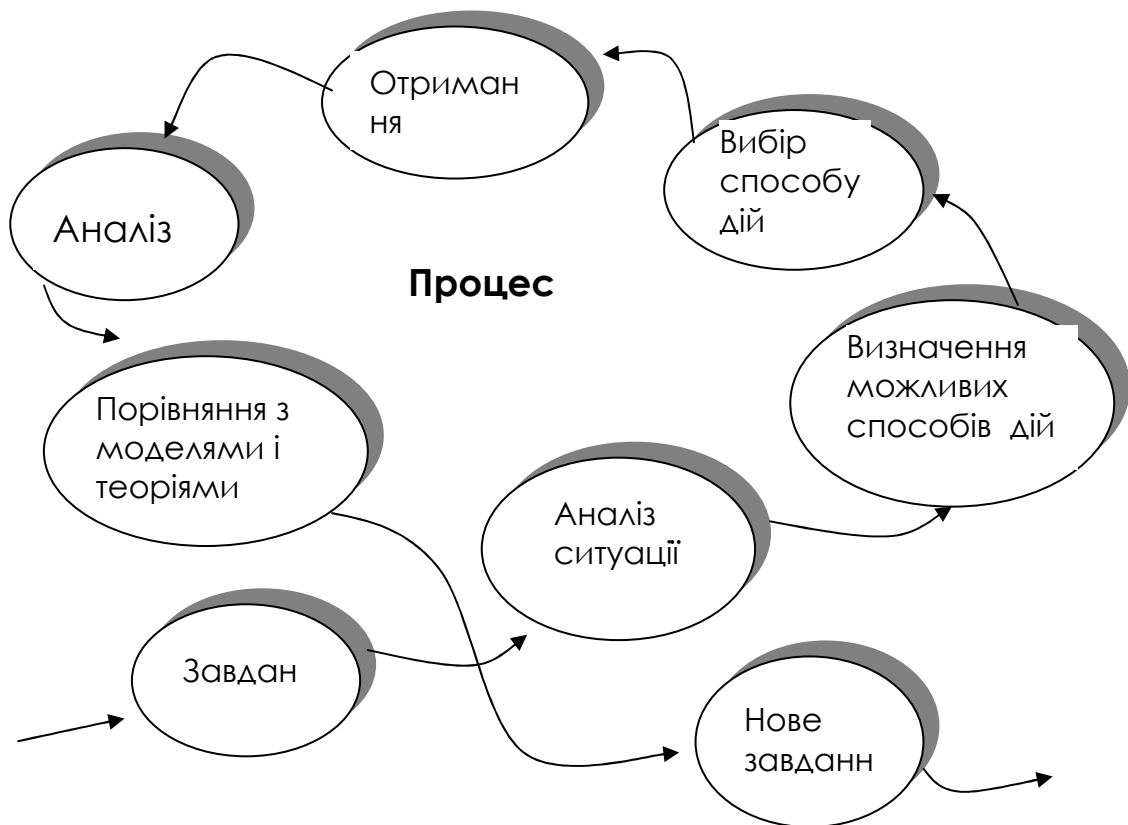 Отриман
ня
Вибір
способу
дій
Аналіз
Процес
Визначення
можливих
способів дій
Порівняння з
моделями і
теоріями
Аналіз
ситуації
Завдан
Нове
завданн